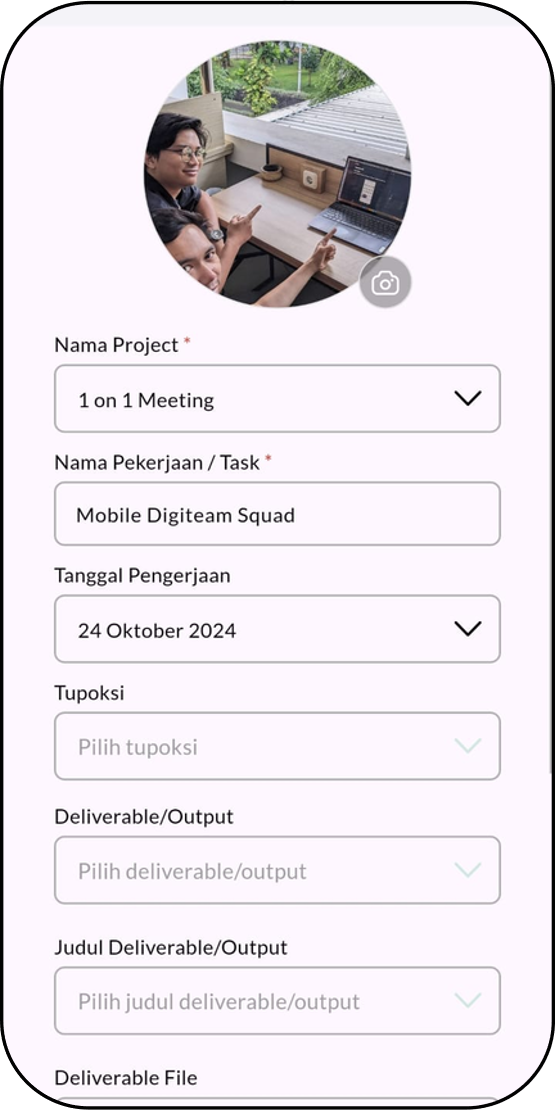 Nama Project *
1 on 1 Meeting
Nama Pekerjaan / Task *
Mobile Digiteam Squad
Tanggal Pengerjaan
24 Oktober 2024
Tupoksi
Pilih tupoksi
Deliverable/Output
Pilih deliverable/output
Judul Deliverable/Output
Pilih judul deliverable/output
Deliverable File